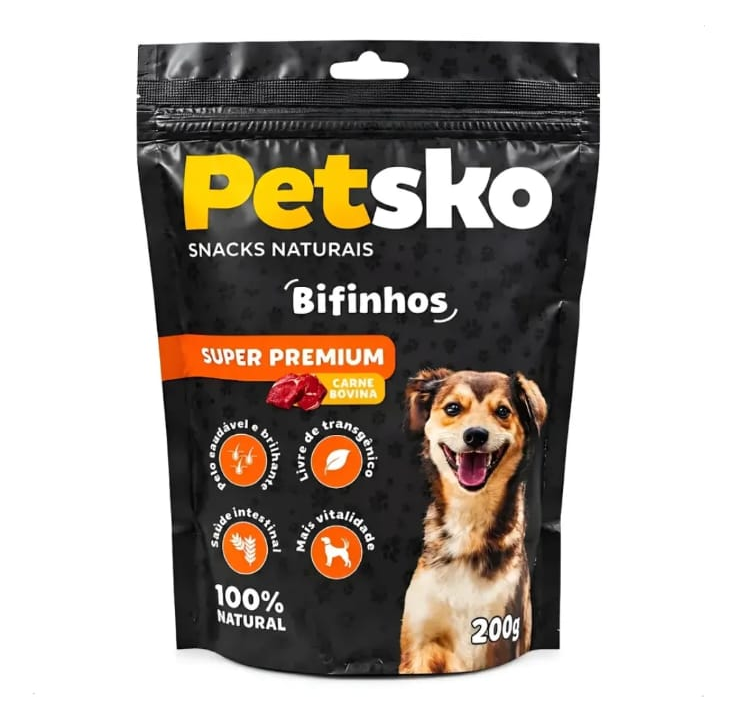 Petsko
SNACKS NATURAIS
Bifinhos
SUPER PREMIUM
CARNE
BOVINA
Pelo saudável e brilhante
Livre de transgênico
Saúde intestinal
Mais vitalidade
100%
NATURAL
200g